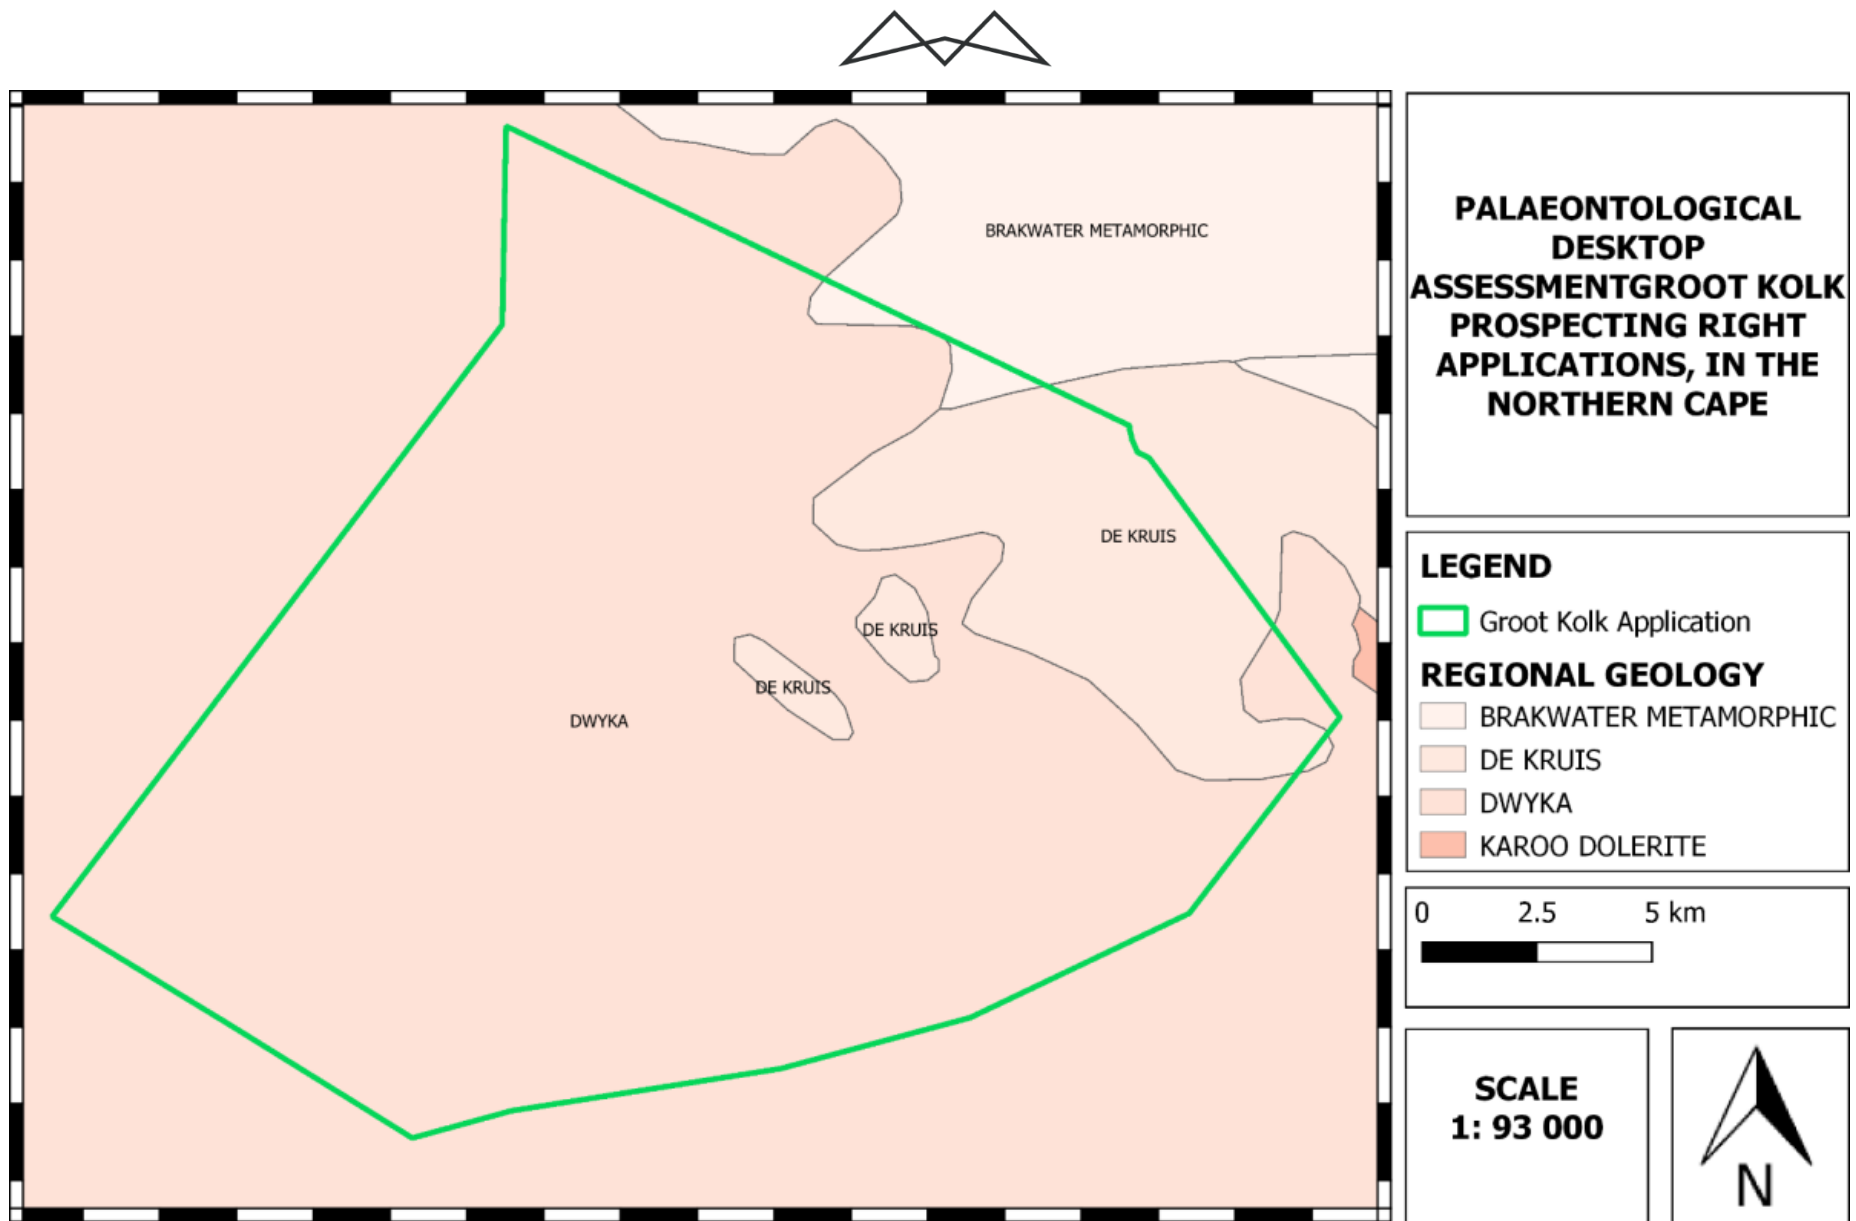 BRAKWATER METAMORPHIC
DE KRUIS
DE KRUIS
DE KRUIS
DWYKA
PALAEONTOLOGICAL
DESKTOP
ASSESSMENTGROOT KOLK
PROSPECTING RIGHT
APPLICATIONS, IN THE
NORTHERN CAPE
LEGEND
Groot Kolk Application
REGIONAL GEOLOGY
BRAKWATER METAMORPHIC
DE KRUIS
DWYKA
KAROO DOLERITE
0 2.5 5 km
SCALE
1: 93 000
N